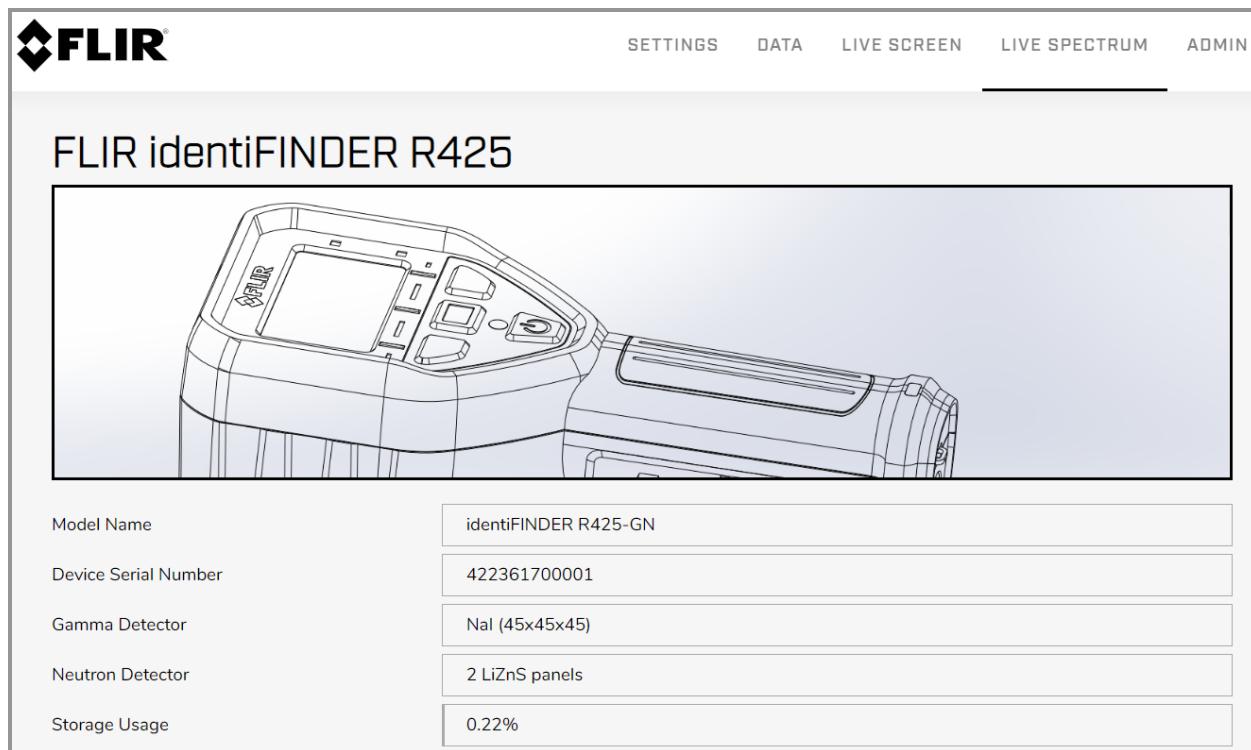 FLIR®
SETTINGS DATA LIVE SCREEN LIVE SPECTRUM ADMIN
FLIR identiFINDER R425
FLIR
Model Name identiFINDER R425-GN
Device Serial Number 422361700001
Gamma Detector NaI (45x45x45)
Neutron Detector 2 LiZnS panels
Storage Usage 0.22%